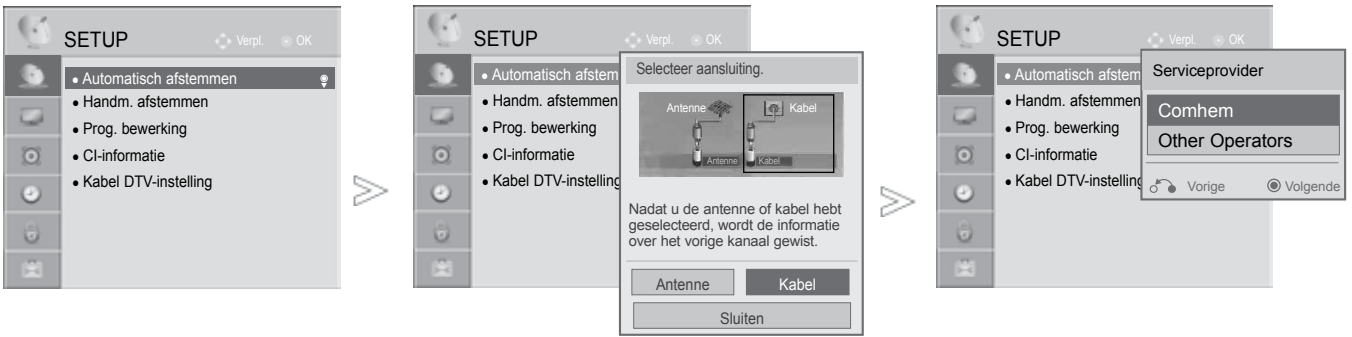 SETUP
Verpl. OK
• Automatisch afstemmen
• Handm. afstemmen
• Prog. bewerking
• CI-informatie
• Kabel DTV-instelling
SETUP
Verpl. OK
• Automatisch afstem
• Handm. afstemmen
• Prog. bewerking
• CI-informatie
• Kabel DTV-instelling
Selecteer aansluiting.
Antenne Kabel
Antenne Kabel
Nadat u de antenne of kabel hebt
geselecteerd, wordt de informatie
over het vorige kanaal gewist.
Antenne Kabel
Sluiten
SETUP
Verpl. OK
• Automatisch afstem
• Handm. afstemmen
• Prog. bewerking
• CI-informatie
• Kabel DTV-instelling
Serviceprovider
Comhem
Other Operators
Vorige Volgende